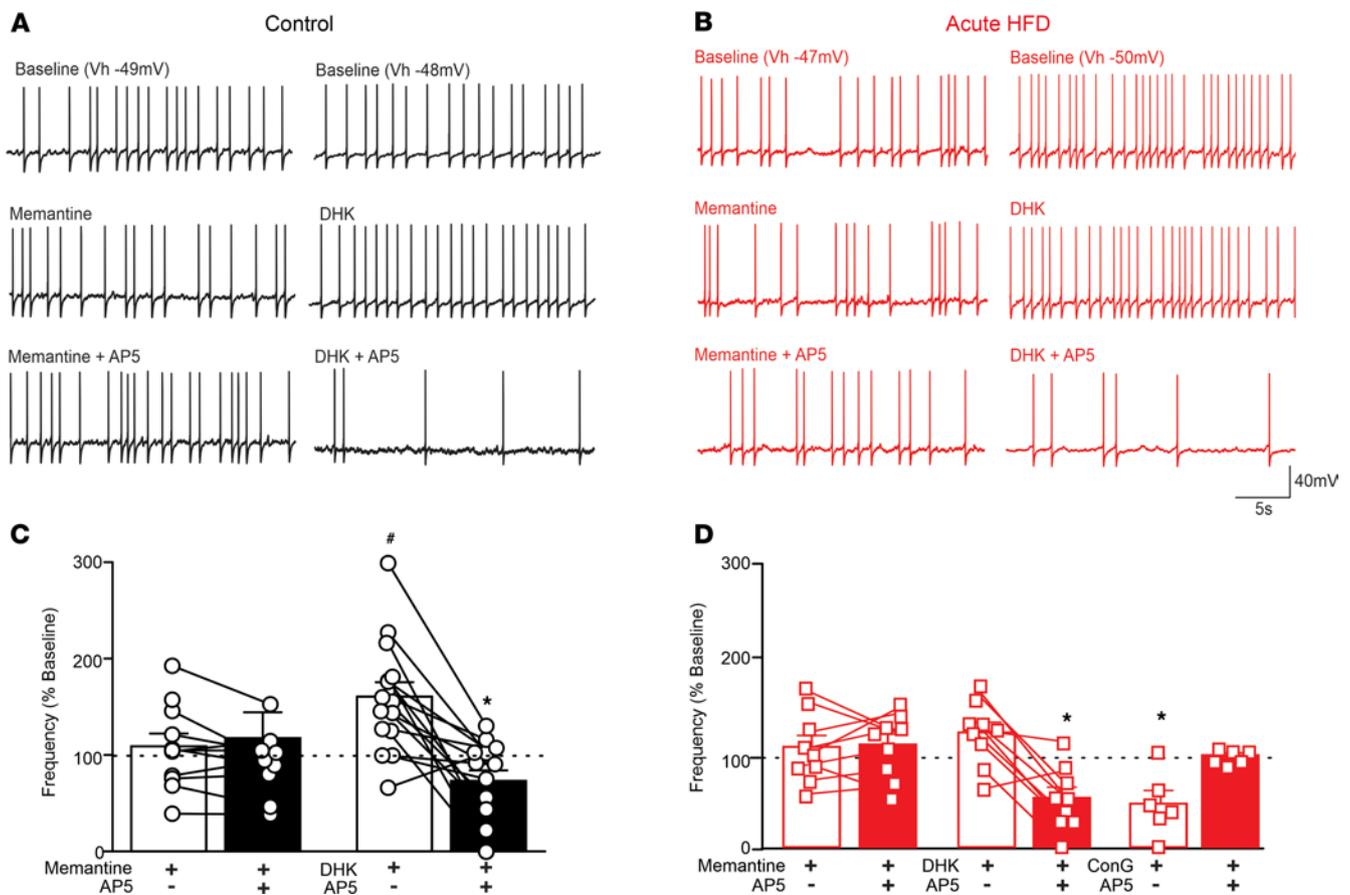 A Control
Baseline (Vh -49mV) Baseline (Vh -48mV)
Memantine DHK
Memantine + AP5 DHK + AP5
B Acute HFD
Baseline (Vh -47mV) Baseline (Vh -50mV)
Memantine DHK
Memantine + AP5 DHK + AP5
40mV
5s
C
Frequency (% Baseline)
300
200
100
0
#
*
Memantine + + DHK + +
AP5 - + AP5 - +
D
Frequency (% Baseline)
300
200
100
0
* *
Memantine + + DHK + + ConG + +
AP5 - + AP5 - + AP5 - +